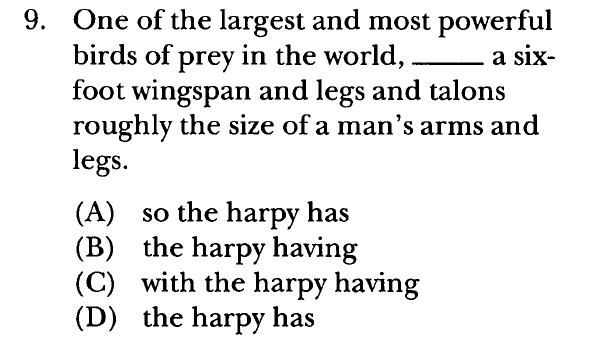 9. One of the largest and most powerful
birds of prey in the world, _____ a six-
foot wingspan and legs and talons
roughly the size of a man's arms and
legs.
(A) so the harpy has
(B) the harpy having
(C) with the harpy having
(D) the harpy has